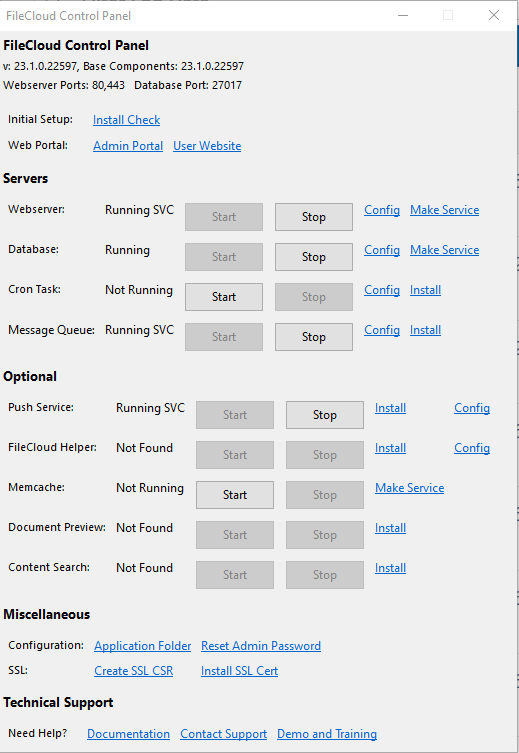 FileCloud Control Panel
FileCloud Control Panel
v: 23.1.0.22597, Base Components: 23.1.0.22597
Webserver Ports: 80,443 Database Port: 27017
Initial Setup: Install Check
Web Portal: Admin Portal User Website
Servers
Webserver: Running SVC Start Stop Config Make Service
Database: Running Start Stop Config Make Service
Cron Task: Not Running Start Stop Config Install
Message Queue: Running SVC Start Stop Config Install
Optional
Push Service: Running SVC Start Stop Install Config
FileCloud Helper: Not Found Start Stop Install Config
Memcache: Not Running Start Stop Make Service
Document Preview: Not Found Start Stop Install
Content Search: Not Found Start Stop Install
Miscellaneous
Configuration: Application Folder Reset Admin Password
SSL: Create SSL CSR Install SSL Cert
Technical Support
Need Help? Documentation Contact Support Demo and Training